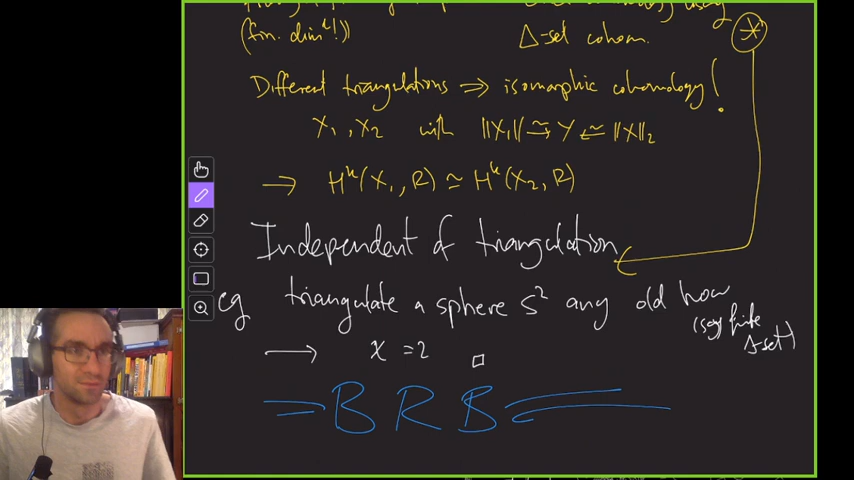 (fin. dim'l!)
Δ-set cohom.
*
Different triangulations ⇒ isomorphic cohomology!
X₁, X₂ with ||X₁|| ≅→ Y ←≅ ||X||₂
→ Hᵏ(X₁, R) ≃ Hᵏ(X₂, R)
Independent of triangulation
eg triangulate a sphere S² any old how
(say finite
Δ-set)
→ χ = 2 □
= B R B =